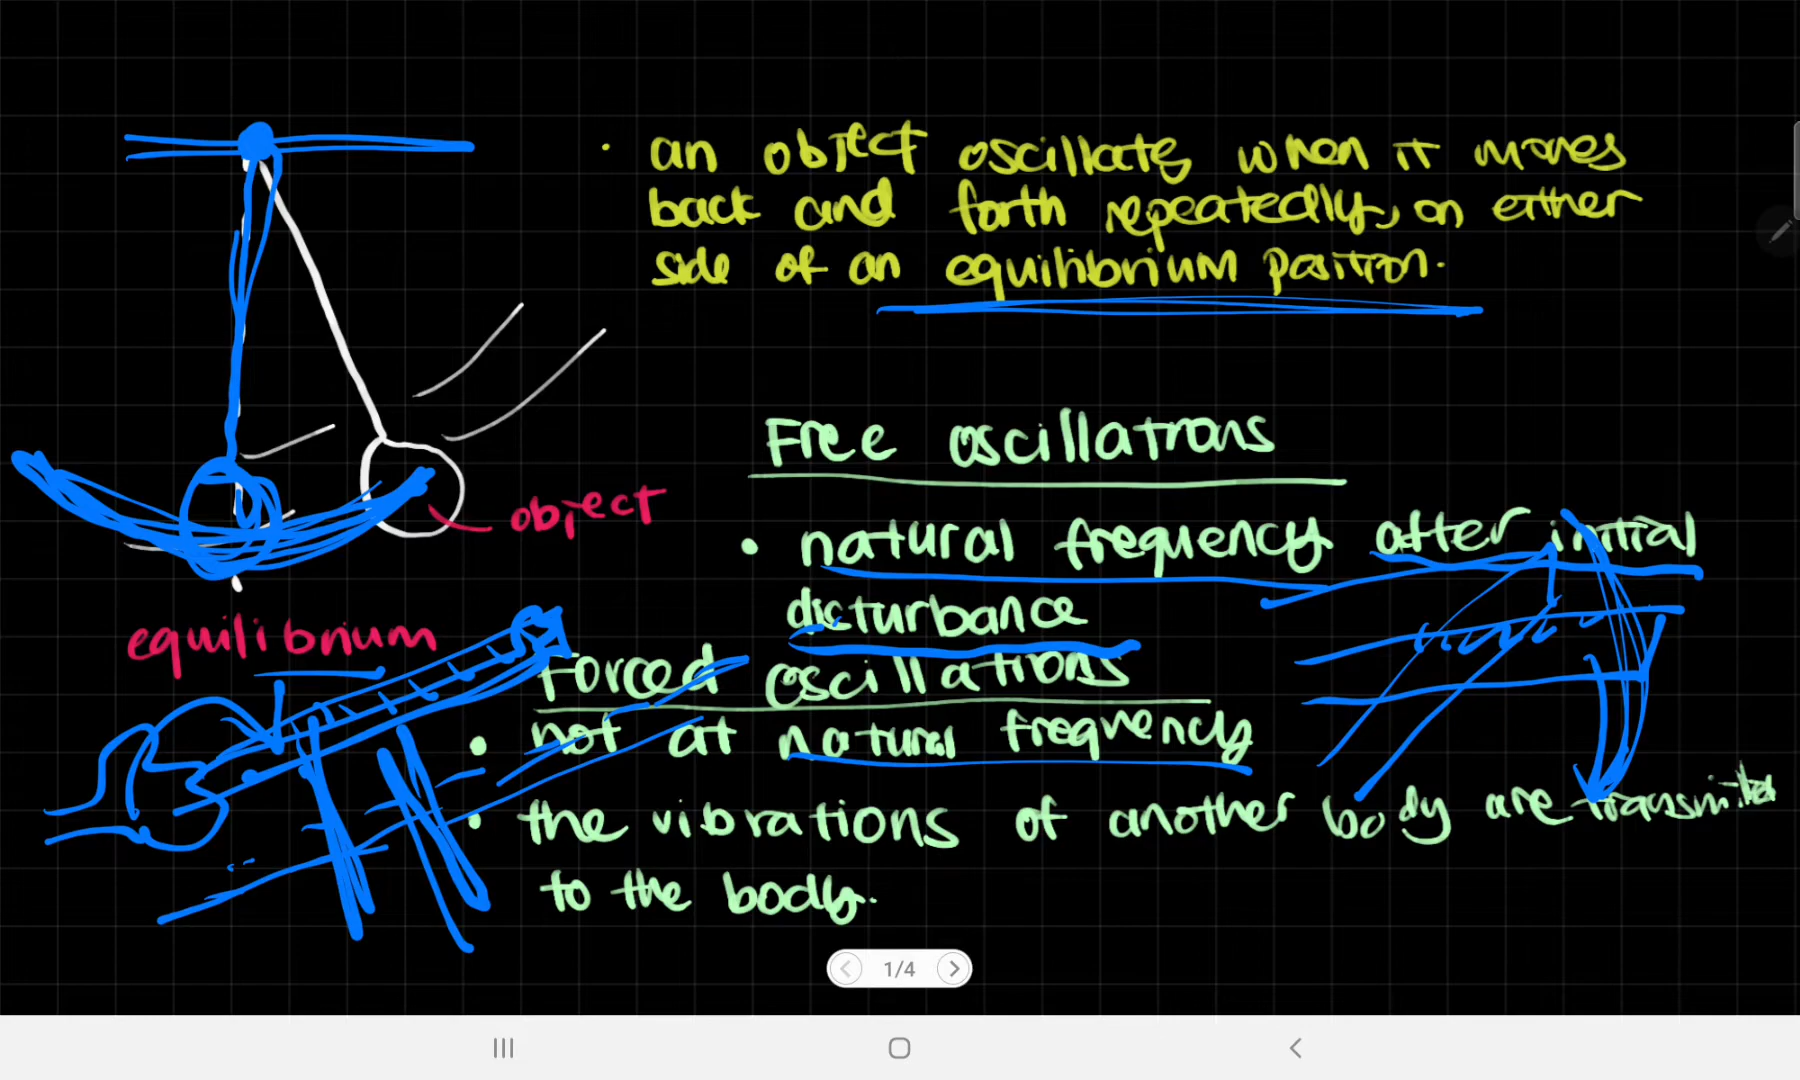 • an object oscillates when it moves
back and forth repeatedly, on either
side of an equilibrium position.
Free oscillations
object
• natural frequency after initial
disturbance
equilibrium
Forced oscillations
• not at natural frequency
• the vibrations of another body are transmitted
to the body.
1/4